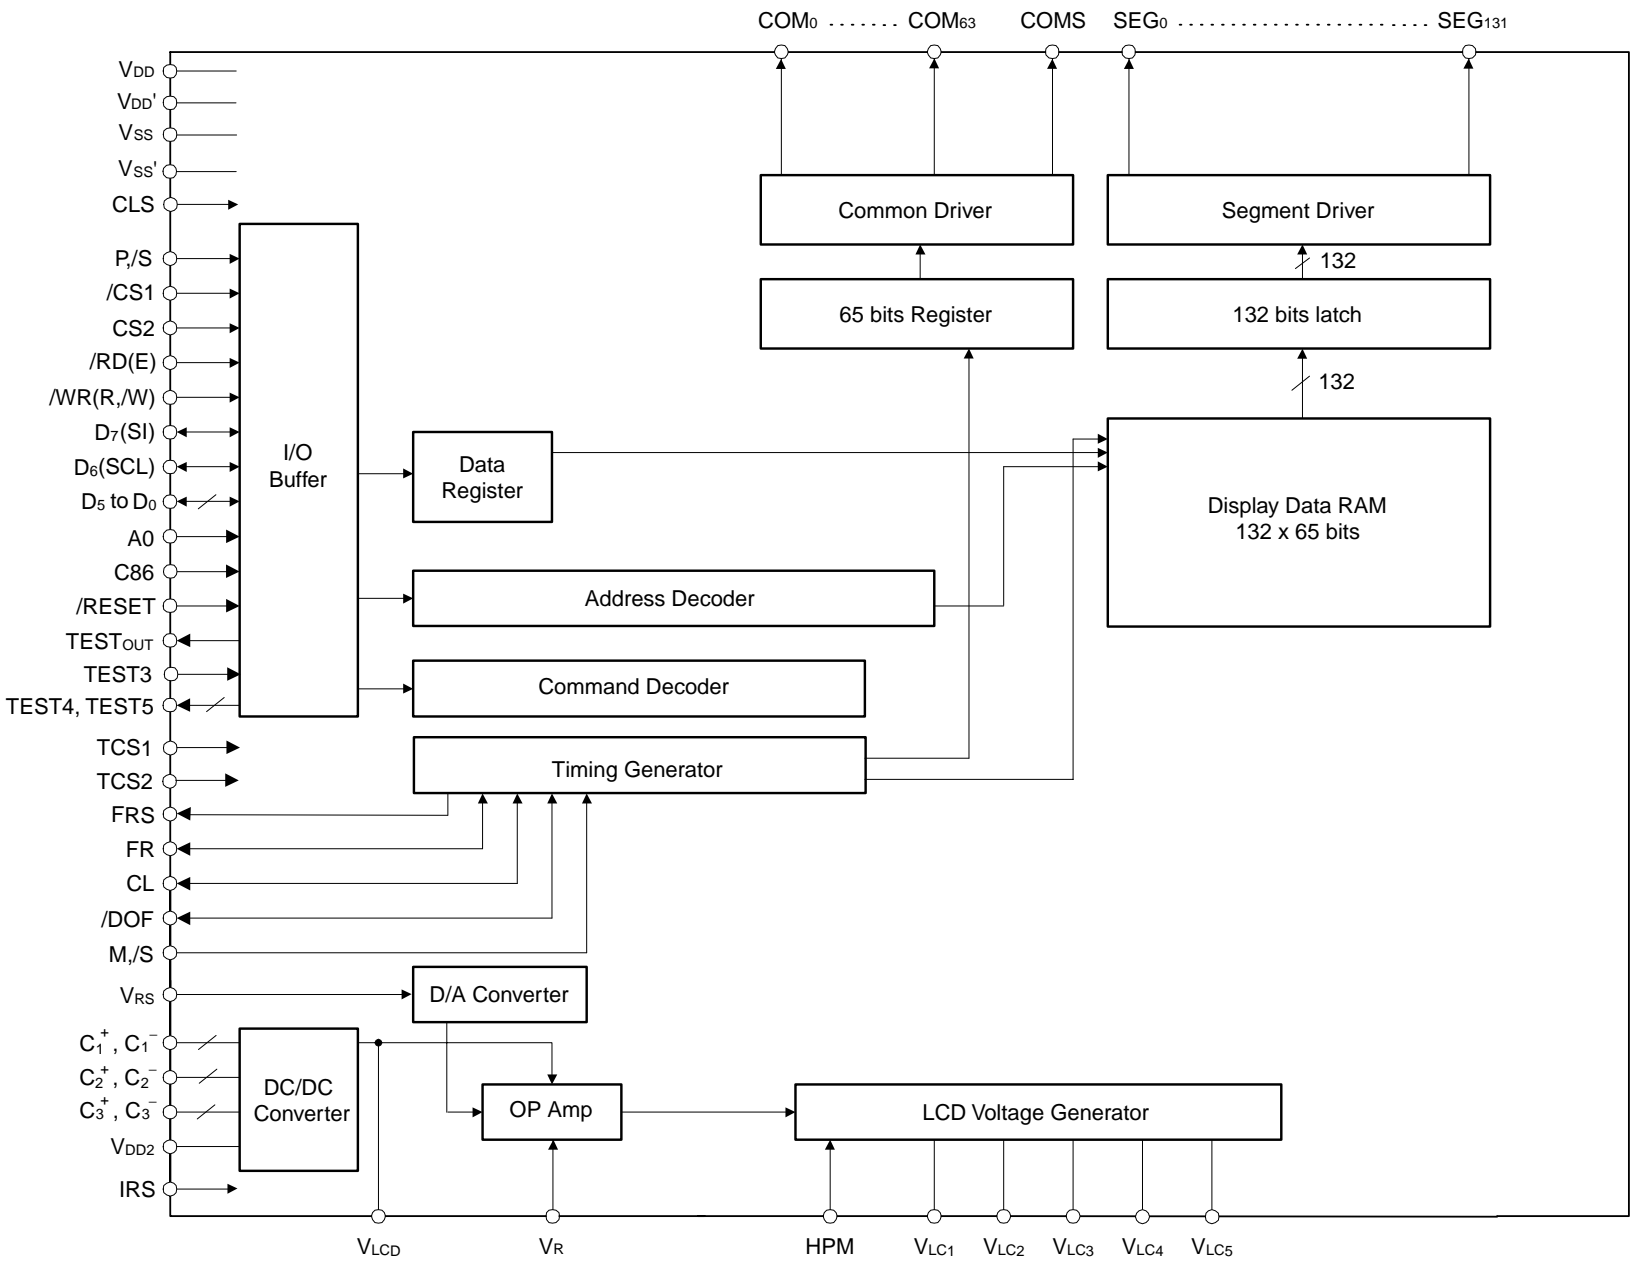 COM0 ....... COM63 COMS SEG0 ........................ SEG131
VDD
VDD'
VSS
VSS'
CLS
P,/S
/CS1
CS2
/RD(E)
/WR(R,/W)
D7(SI)
D6(SCL)
D5 to D0
A0
C86
/RESET
TESTOUT
TEST3
TEST4, TEST5
TCS1
TCS2
FRS
FR
CL
/DOF
M,/S
VRS
C1+, C1−
C2+, C2−
C3+, C3−
VDD2
IRS
I/O
Buffer
Common Driver
Segment Driver
132
65 bits Register
132 bits latch
132
Data
Register
Display Data RAM
132 x 65 bits
Address Decoder
Command Decoder
Timing Generator
D/A Converter
DC/DC
Converter
OP Amp
LCD Voltage Generator
VLCD VR HPM VLC1 VLC2 VLC3 VLC4 VLC5